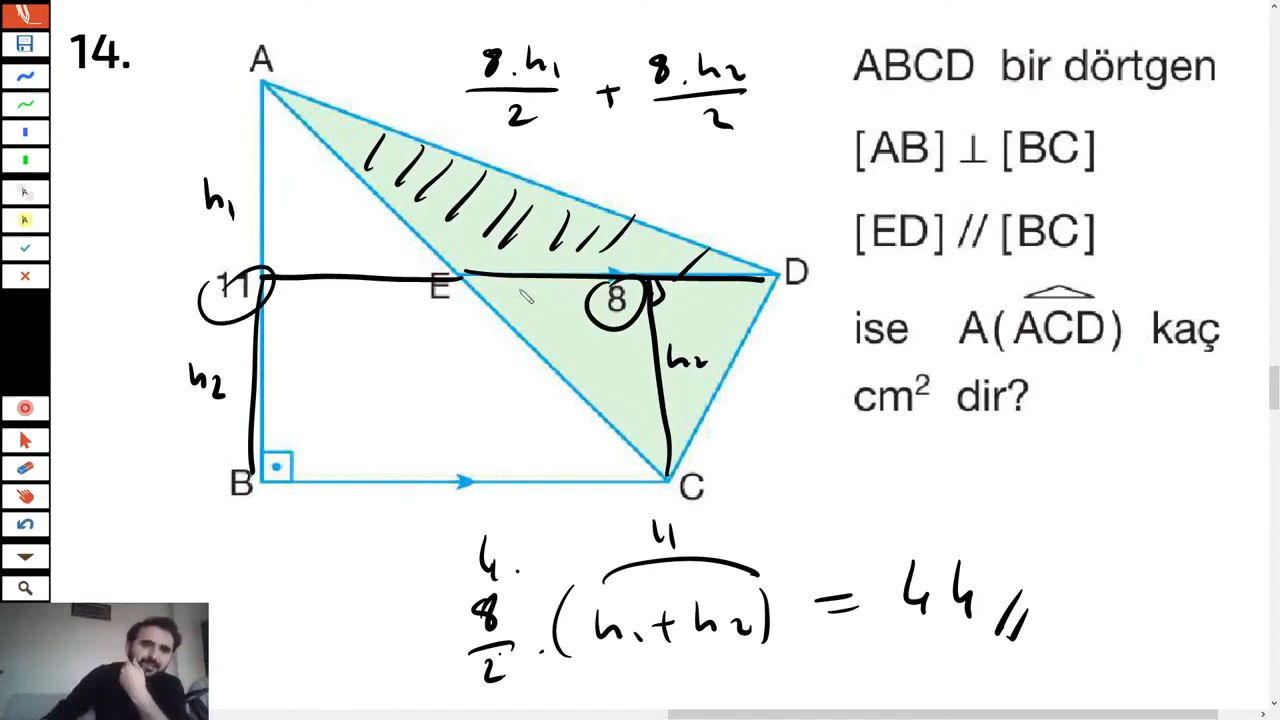 14.
A
8.h₁/2 + 8.h₂/2
ABCD bir dörtgen
[AB] ⊥ [BC]
[ED] // [BC]
ise A(ACD) kaç
cm² dir?
h₁
11
E
8
D
h₂
h₂
B
C
4.
11
8/2 .(h₁+h₂) = 44 //